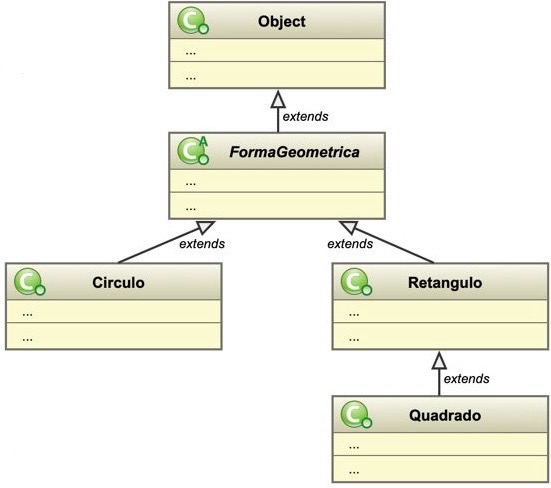 C Object
...
...
extends
C A FormaGeometrica
...
...
extends extends
C Circulo
...
...
C Retangulo
...
...
extends
C Quadrado
...
...